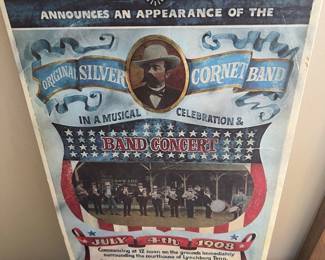 ANNOUNCES AN APPEARANCE OF THE
ORIGINAL SILVER CORNET BAND
IN A MUSICAL CELEBRATION &
BAND CONCERT
JULY 4th 1908
Commencing at 12 noon on the grounds immediately
surrounding the courthouse of Lynchburg Tenn.